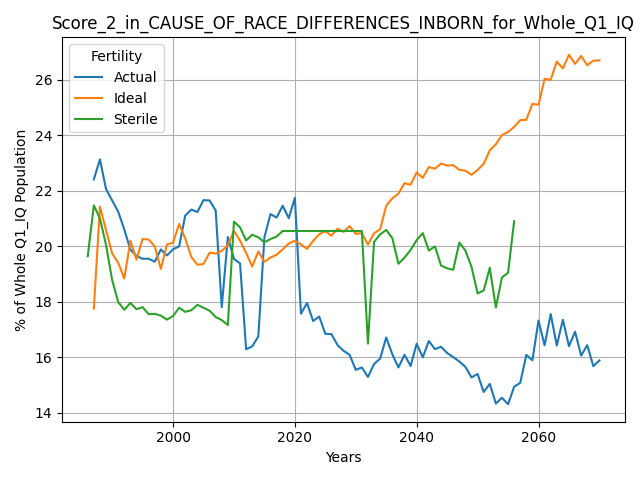 Score_2_in_CAUSE_OF_RACE_DIFFERENCES_INBORN_for_Whole_Q1_IQ
Fertility
Actual
Ideal
Sterile
% of Whole Q1_IQ Population
26
24
22
20
18
16
14
2000
2020
2040
2060
Years